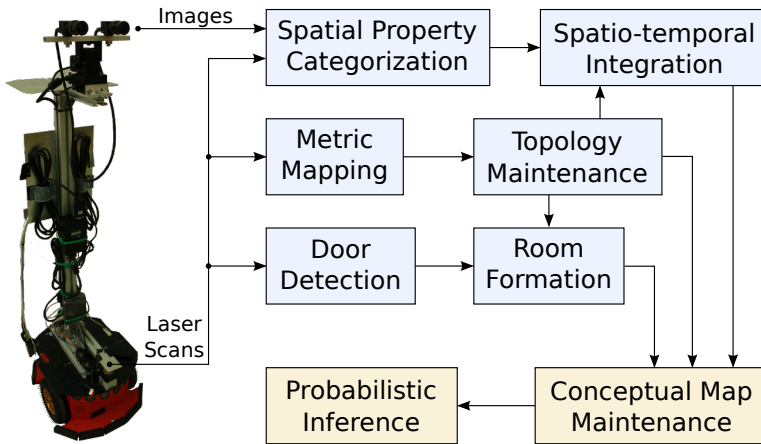 Images
Spatial Property
Categorization
Spatio-temporal
Integration
Metric
Mapping
Topology
Maintenance
Door
Detection
Room
Formation
Laser
Scans
Probabilistic
Inference
Conceptual Map
Maintenance